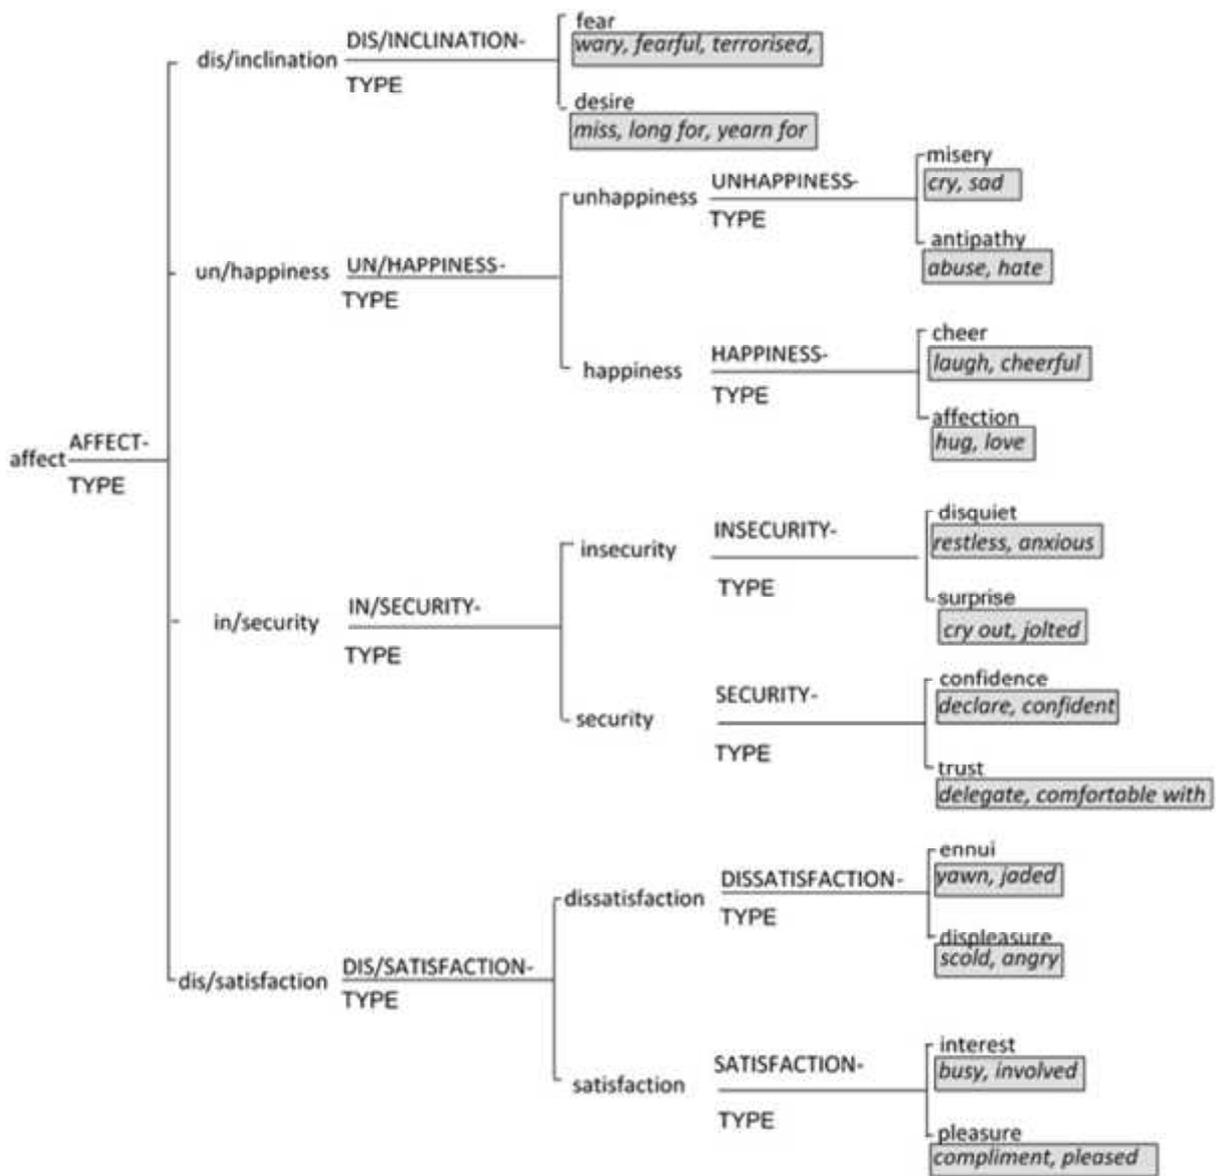 fear
DIS/INCLINATION-
wary, fearful, terrorised,
dis/inclination
TYPE
desire
miss, long for, yearn for
misery
UNHAPPINESS-
cry, sad
unhappiness
TYPE
antipathy
abuse, hate
un/happiness
UN/HAPPINESS-
TYPE
cheer
HAPPINESS-
laugh, cheerful
happiness
TYPE
affection
hug, love
affect
AFFECT-
TYPE
disquiet
INSECURITY-
restless, anxious
insecurity
TYPE
surprise
cry out, jolted
in/security
IN/SECURITY-
TYPE
confidence
SECURITY-
declare, confident
security
TYPE
trust
delegate, comfortable with
ennui
DISSATISFACTION-
yawn, jaded
dissatisfaction
TYPE
displeasure
scold, angry
dis/satisfaction
DIS/SATISFACTION-
TYPE
interest
SATISFACTION-
busy, involved
satisfaction
TYPE
pleasure
compliment, pleased